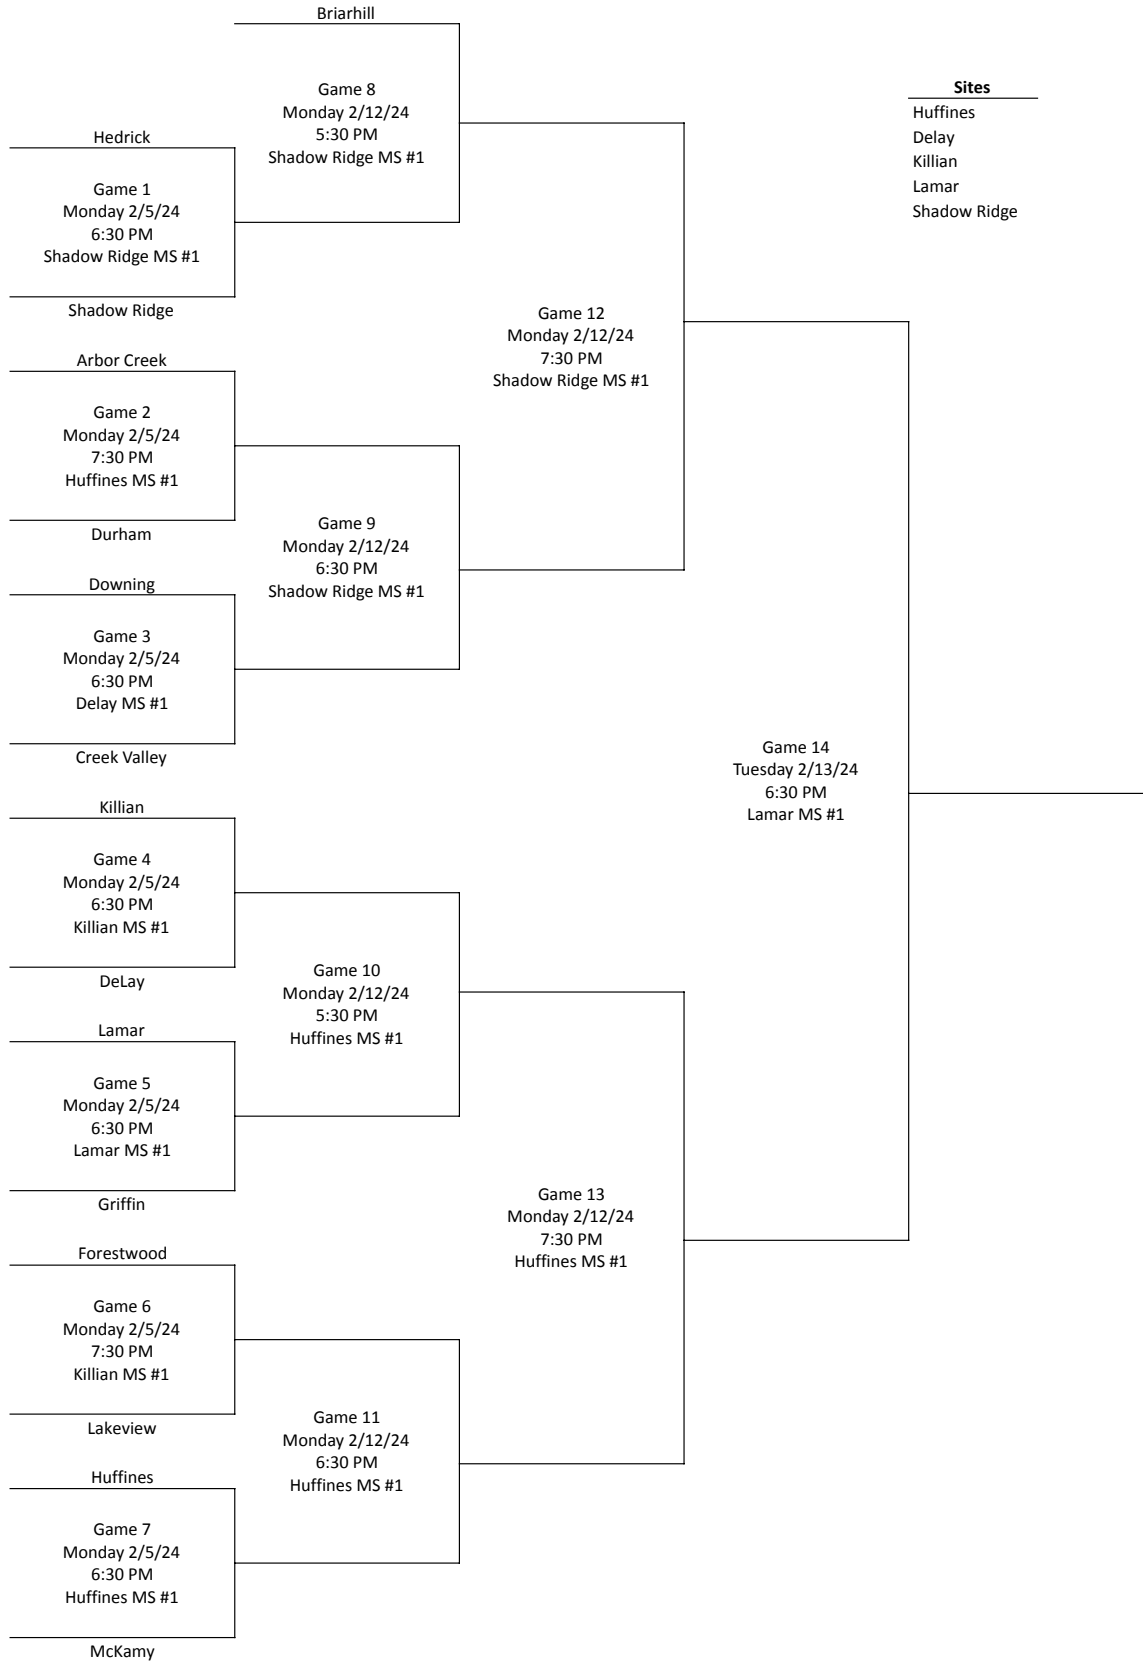 Briarhill
Game 8
Monday 2/12/24
5:30 PM
Shadow Ridge MS #1
Sites
Huffines
Delay
Killian
Lamar
Shadow Ridge
Hedrick
Game 1
Monday 2/5/24
6:30 PM
Shadow Ridge MS #1
Shadow Ridge
Game 12
Monday 2/12/24
7:30 PM
Shadow Ridge MS #1
Arbor Creek
Game 2
Monday 2/5/24
7:30 PM
Huffines MS #1
Durham
Game 9
Monday 2/12/24
6:30 PM
Shadow Ridge MS #1
Downing
Game 3
Monday 2/5/24
6:30 PM
Delay MS #1
Creek Valley
Game 14
Tuesday 2/13/24
6:30 PM
Lamar MS #1
Killian
Game 4
Monday 2/5/24
6:30 PM
Killian MS #1
DeLay
Game 10
Monday 2/12/24
5:30 PM
Huffines MS #1
Lamar
Game 5
Monday 2/5/24
6:30 PM
Lamar MS #1
Griffin
Game 13
Monday 2/12/24
7:30 PM
Huffines MS #1
Forestwood
Game 6
Monday 2/5/24
7:30 PM
Killian MS #1
Lakeview
Game 11
Monday 2/12/24
6:30 PM
Huffines MS #1
Huffines
Game 7
Monday 2/5/24
6:30 PM
Huffines MS #1
McKamy